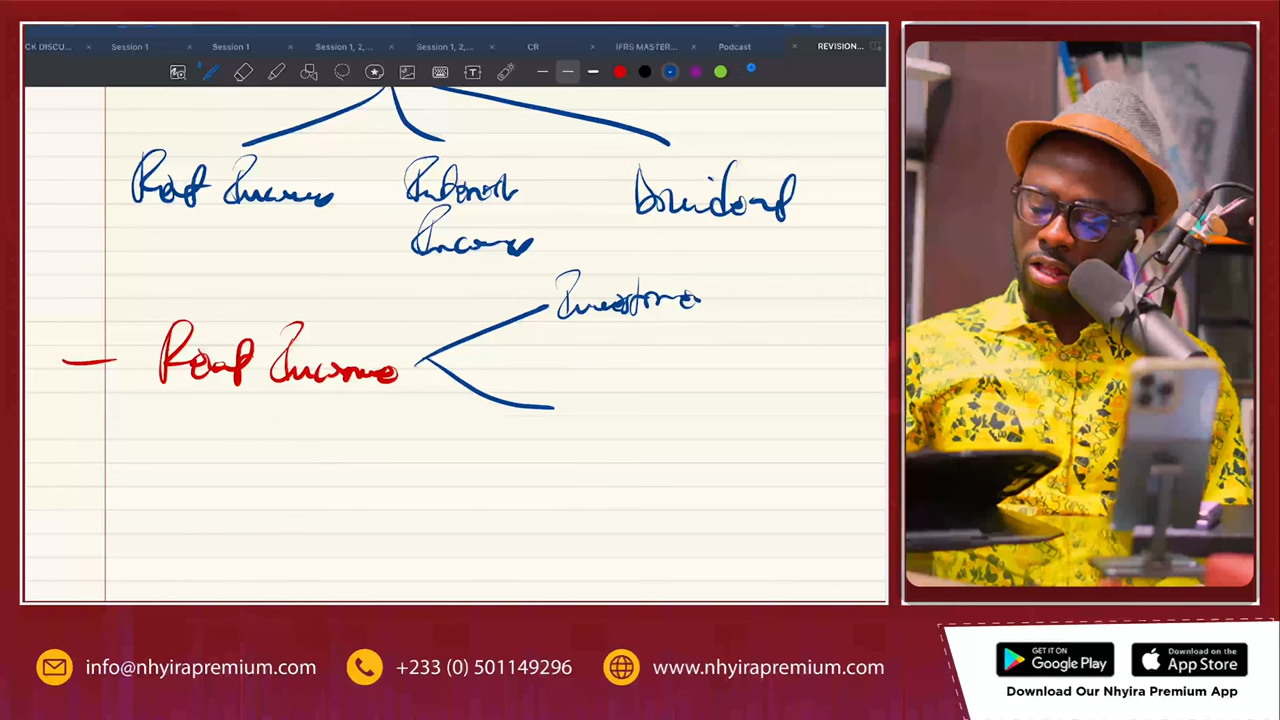 CK DISCU... Session 1 Session 1 Session 1, 2,... Session 1, 2,... CR IFRS MASTER... Podcast REVISION...
Rent Income Interest Dividend
Income
Investme
Rent Income
info@nhyirapremium.com +233 (0) 501149296 www.nhyirapremium.com
GET IT ON
Google Play
Download on the
App Store
Download Our Nhyira Premium App